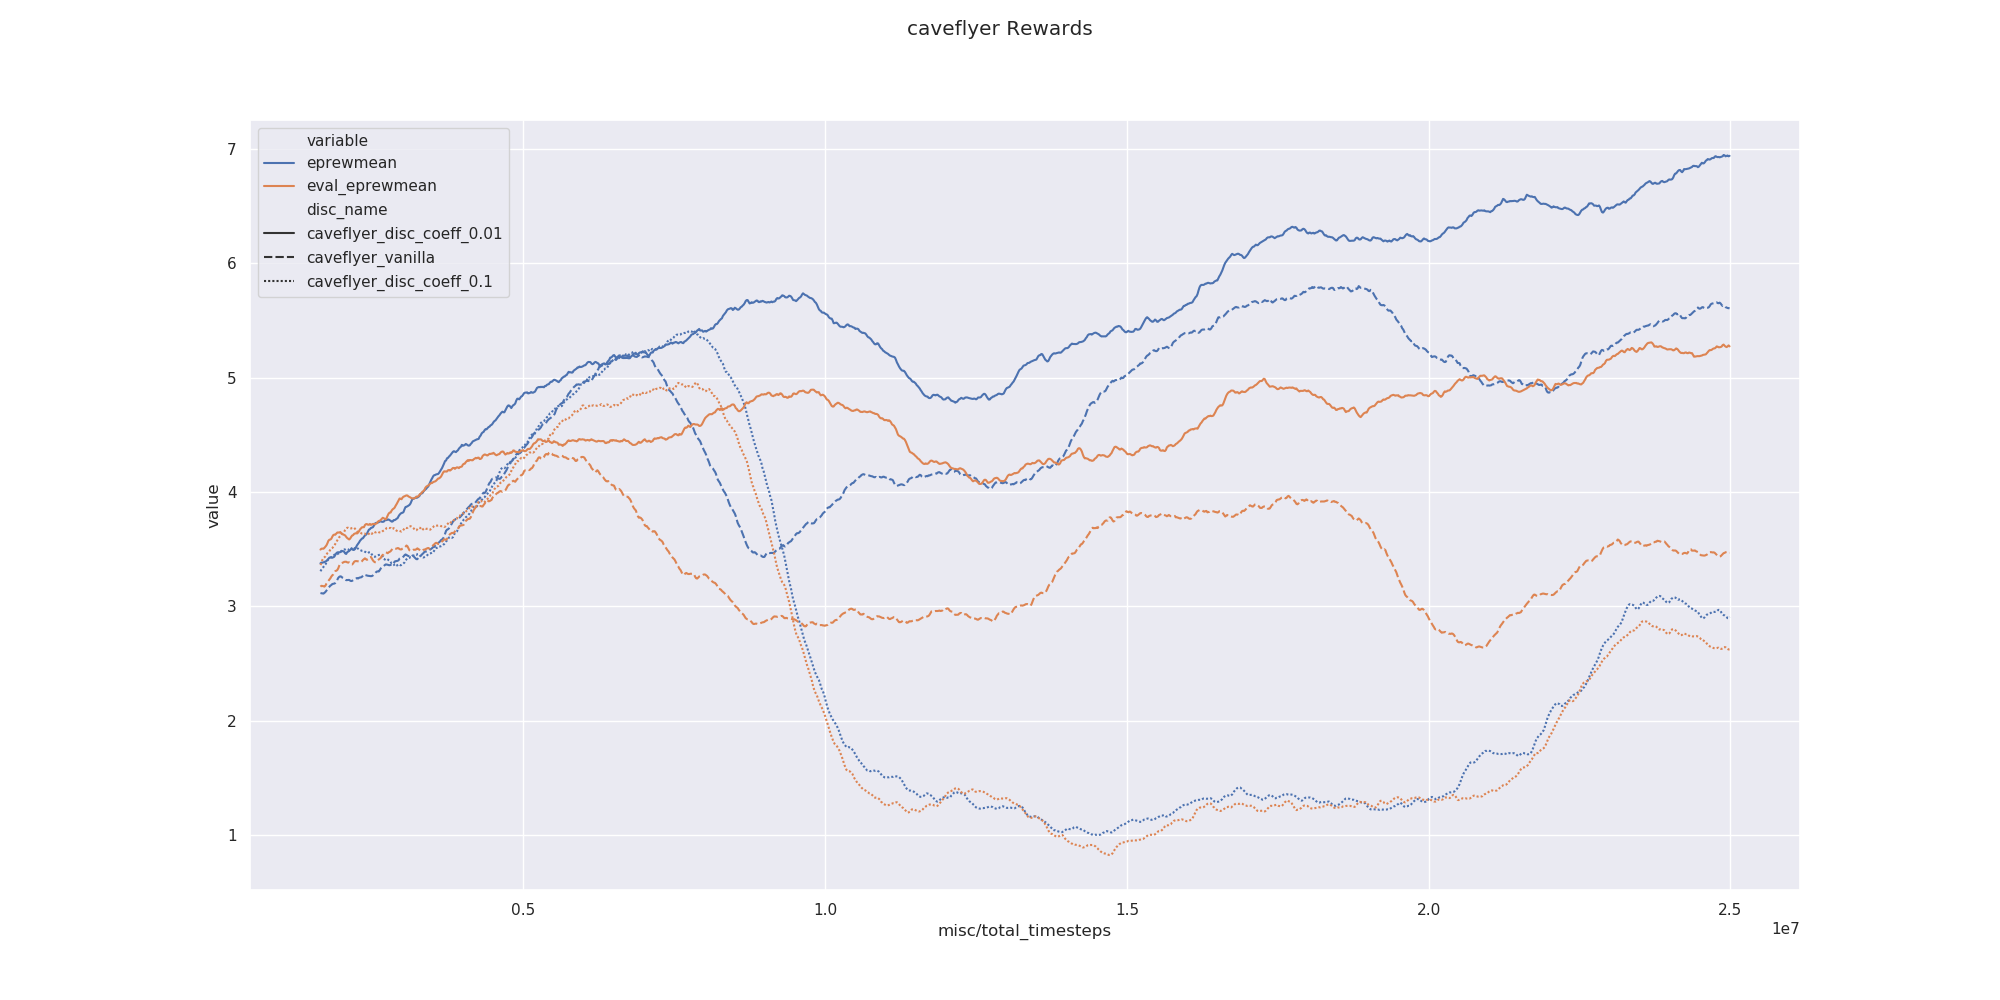 caveflyer Rewards
variable
eprewmean
eval_eprewmean
disc_name
caveflyer_disc_coeff_0.01
caveflyer_vanilla
caveflyer_disc_coeff_0.1
7
6
5
4
3
2
1
value
0.5
1.0
1.5
2.0
2.5
1e7
misc/total_timesteps